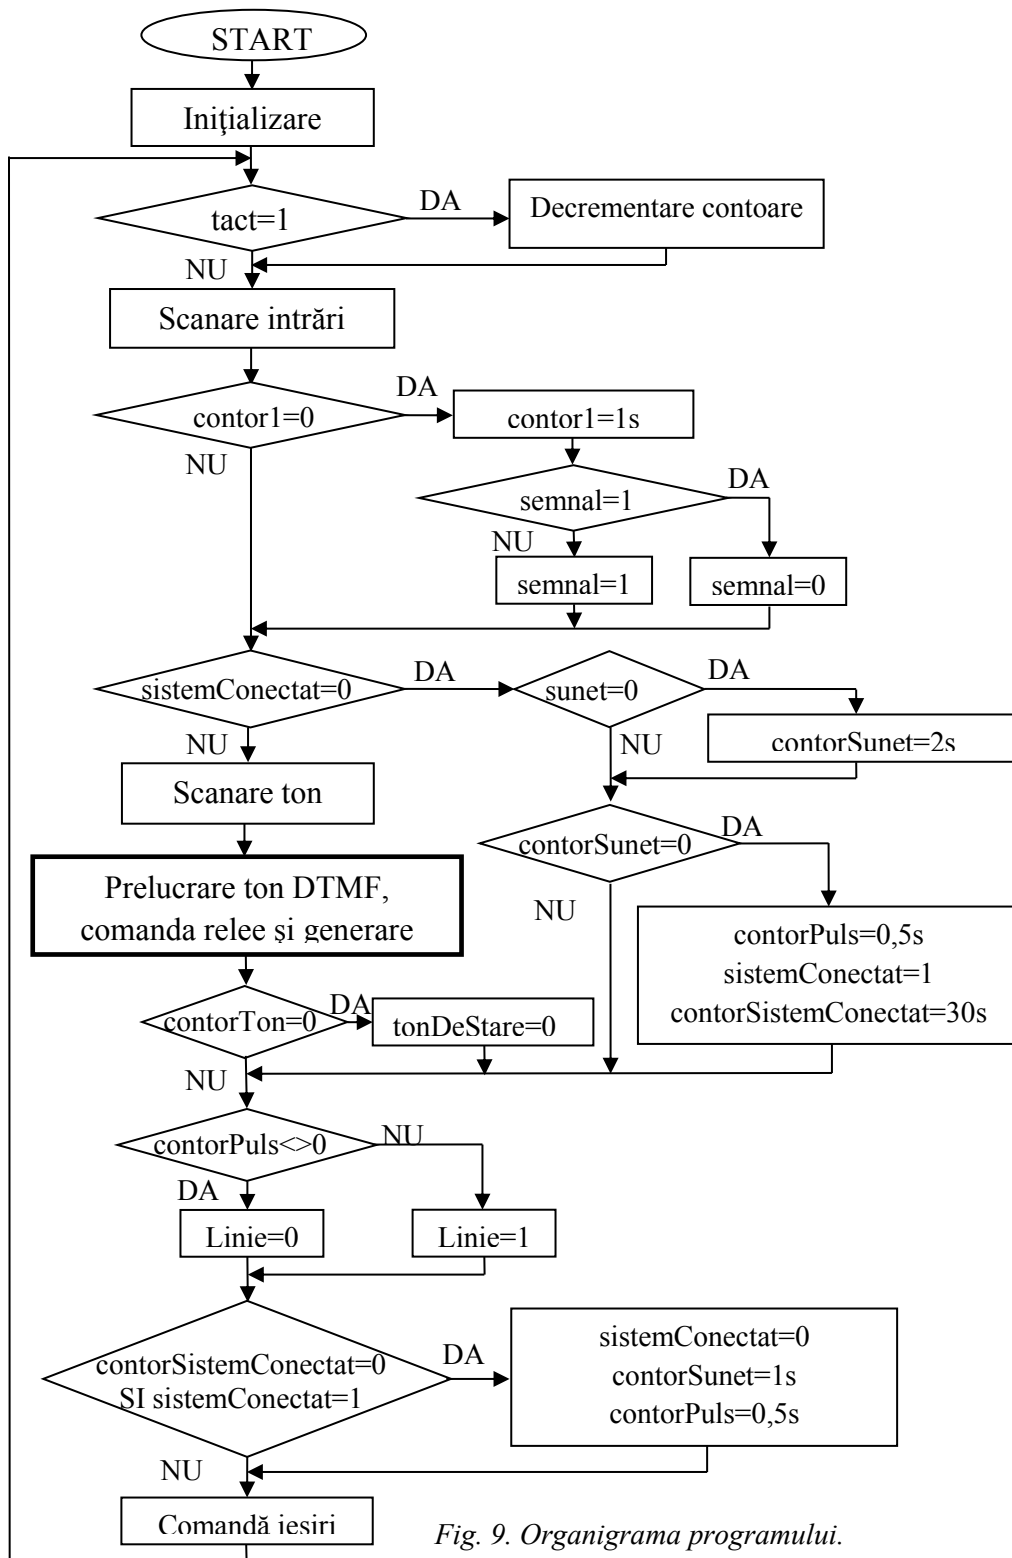 START
Iniţializare
tact=1
DA
Decrementare contoare
NU
Scanare intrări
contor1=0
DA
contor1=1s
NU
semnal=1
DA
NU
semnal=1
semnal=0
sistemConectat=0
DA
sunet=0
DA
NU
NU
contorSunet=2s
Scanare ton
contorSunet=0
DA
Prelucrare ton DTMF,
comanda relee şi generare
NU
contorPuls=0,5s
sistemConectat=1
contorSistemConectat=30s
contorTon=0
DA
tonDeStare=0
NU
contorPuls<>0
NU
DA
Linie=0
Linie=1
contorSistemConectat=0
SI sistemConectat=1
DA
sistemConectat=0
contorSunet=1s
contorPuls=0,5s
NU
Comandă ieşiri
Fig. 9. Organigrama programului.